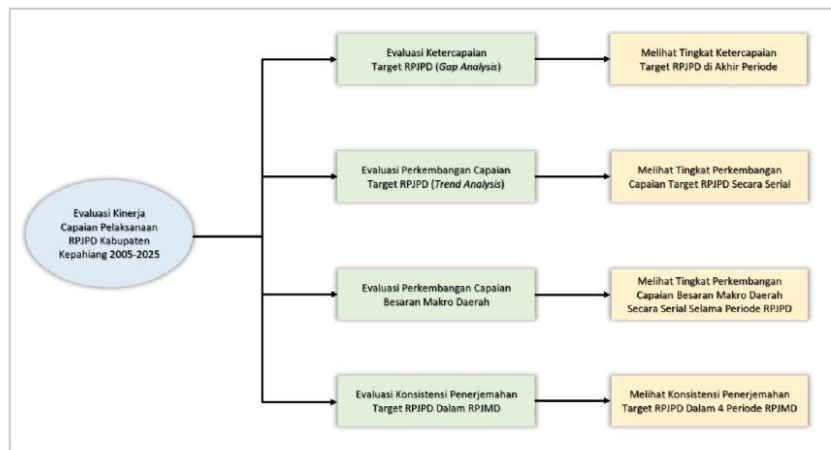 Evaluasi Kinerja
Capaian Pelaksanaan
RPJPD Kabupaten
Kepahiang 2005-2025
Evaluasi Ketercapaian
Target RPJPD (Gap Analysis)
Melihat Tingkat Ketercapaian
Target RPJPD di Akhir Periode
Evaluasi Perkembangan Capaian
Target RPJPD (Trend Analysis)
Melihat Tingkat Perkembangan
Capaian Target RPJPD Secara Serial
Evaluasi Perkembangan Capaian
Besaran Makro Daerah
Melihat Tingkat Perkembangan
Capaian Besaran Makro Daerah
Secara Serial Selama Periode RPJPD
Evaluasi Konsistensi Penerjemahan
Target RPJPD Dalam RPJMD
Melihat Konsistensi Penerjemahan
Target RPJPD Dalam 4 Periode RPJMD